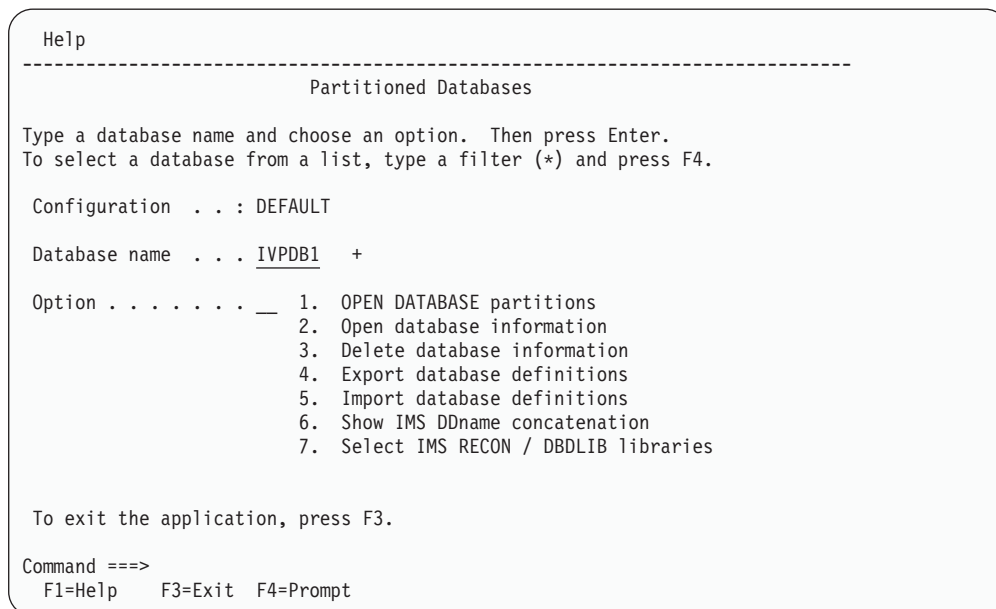 Help
-------------------------------------------------------------------------------
Partitioned Databases
Type a database name and choose an option. Then press Enter.
To select a database from a list, type a filter (*) and press F4.
Configuration . . : DEFAULT
Database name . . . IVPDB1 +
Option . . . . . . . __ 1. OPEN DATABASE partitions
2. Open database information
3. Delete database information
4. Export database definitions
5. Import database definitions
6. Show IMS DDname concatenation
7. Select IMS RECON / DBDLIB libraries
To exit the application, press F3.
Command ===>
F1=Help F3=Exit F4=Prompt